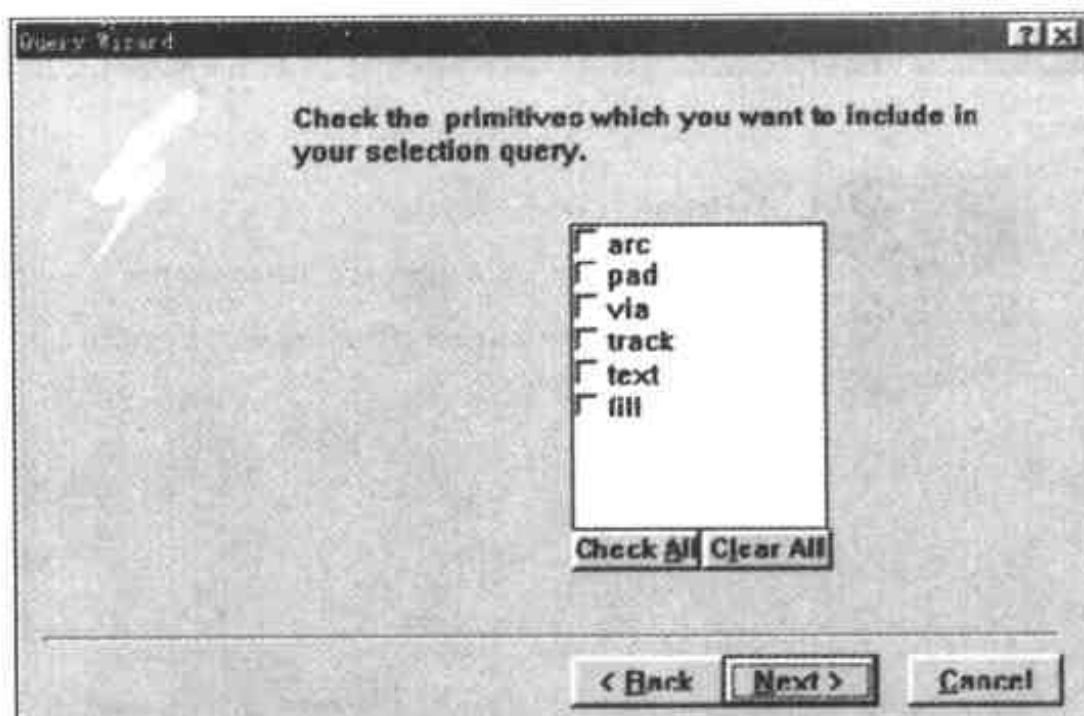 Query Wizard
Check the primitives which you want to include in
your selection query.
arc
pad
via
track
text
fill
Check All Clear All
< Back Next > Cancel